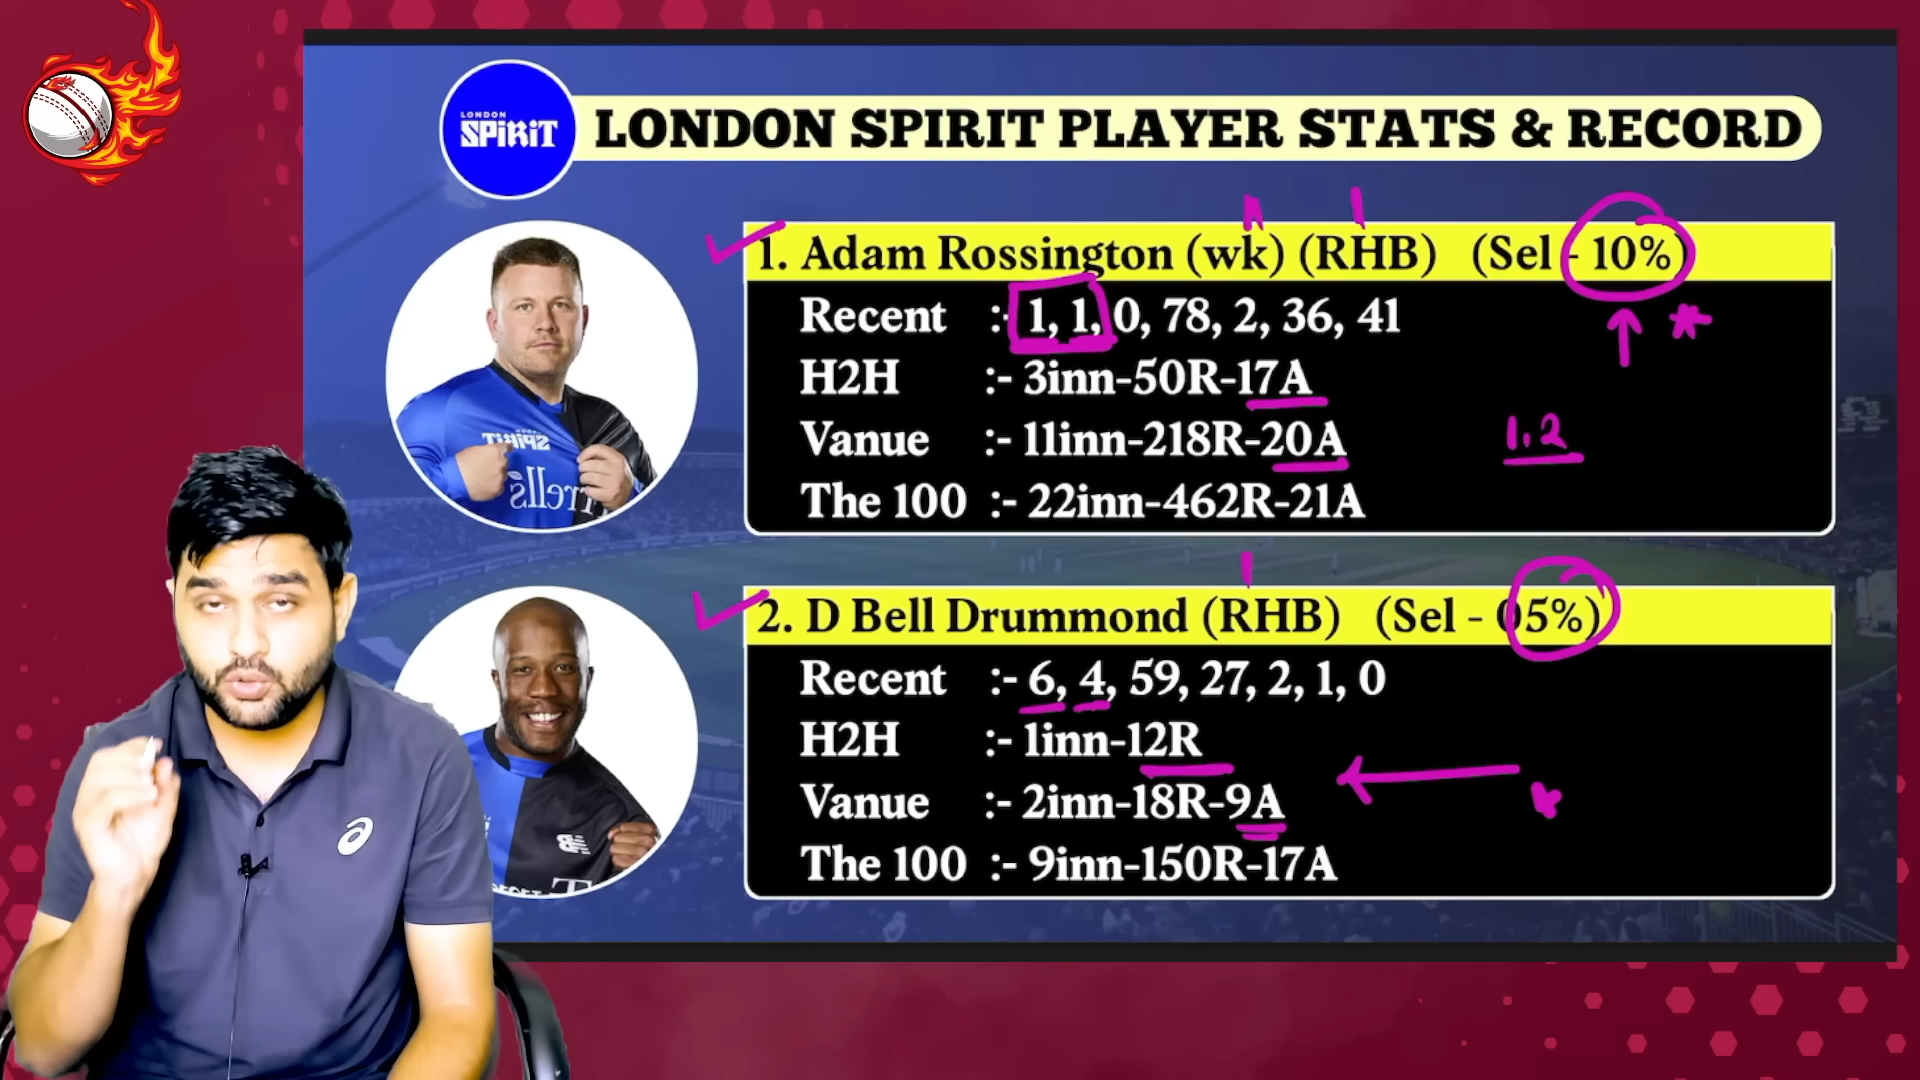 LONDON
SPIRIT
LONDON SPIRIT PLAYER STATS & RECORD
1. Adam Rossington (wk) (RHB) (Sel - 10%)
Recent :- 1, 1, 0, 78, 2, 36, 41
H2H :- 3inn-50R-17A
Vanue :- 11inn-218R-20A
1.2
The 100 :- 22inn-462R-21A
2. D Bell Drummond (RHB) (Sel - 05%)
Recent :- 6, 4, 59, 27, 2, 1, 0
H2H :- 1inn-12R
Vanue :- 2inn-18R-9A
The 100 :- 9inn-150R-17A